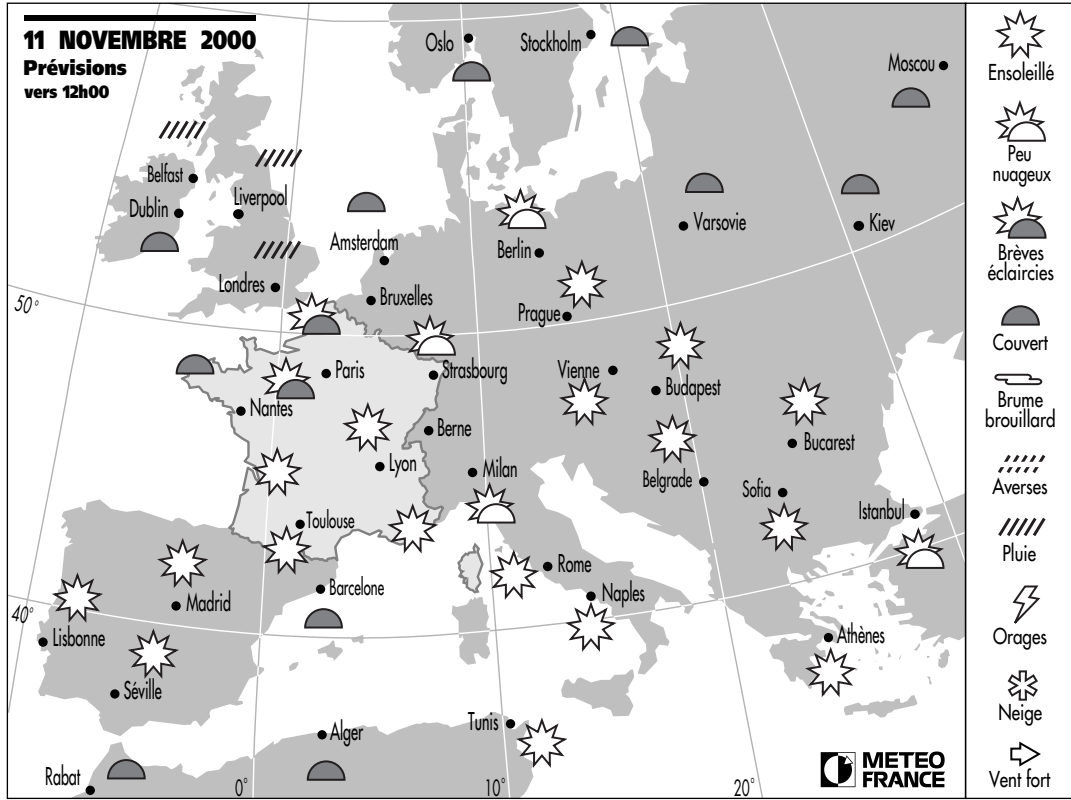 11 NOVEMBRE 2000
Prévisions
vers 12h00
Oslo
Stockholm
Moscou
Belfast
Dublin
Liverpool
Londres
Amsterdam
Bruxelles
Berlin
Varsovie
Kiev
Prague
50°
Paris
Strasbourg
Nantes
Vienne
Budapest
Berne
Lyon
Milan
Bucarest
Belgrade
Sofia
Istanbul
Toulouse
Barcelone
Rome
Naples
Madrid
40°
Lisbonne
Séville
Athènes
Alger
Tunis
Rabat
0°
10°
20°
METEO
FRANCE
Ensoleillé
Peu
nuageux
Brèves
éclaircies
Couvert
Brume
brouillard
Averses
Pluie
Orages
Neige
Vent fort